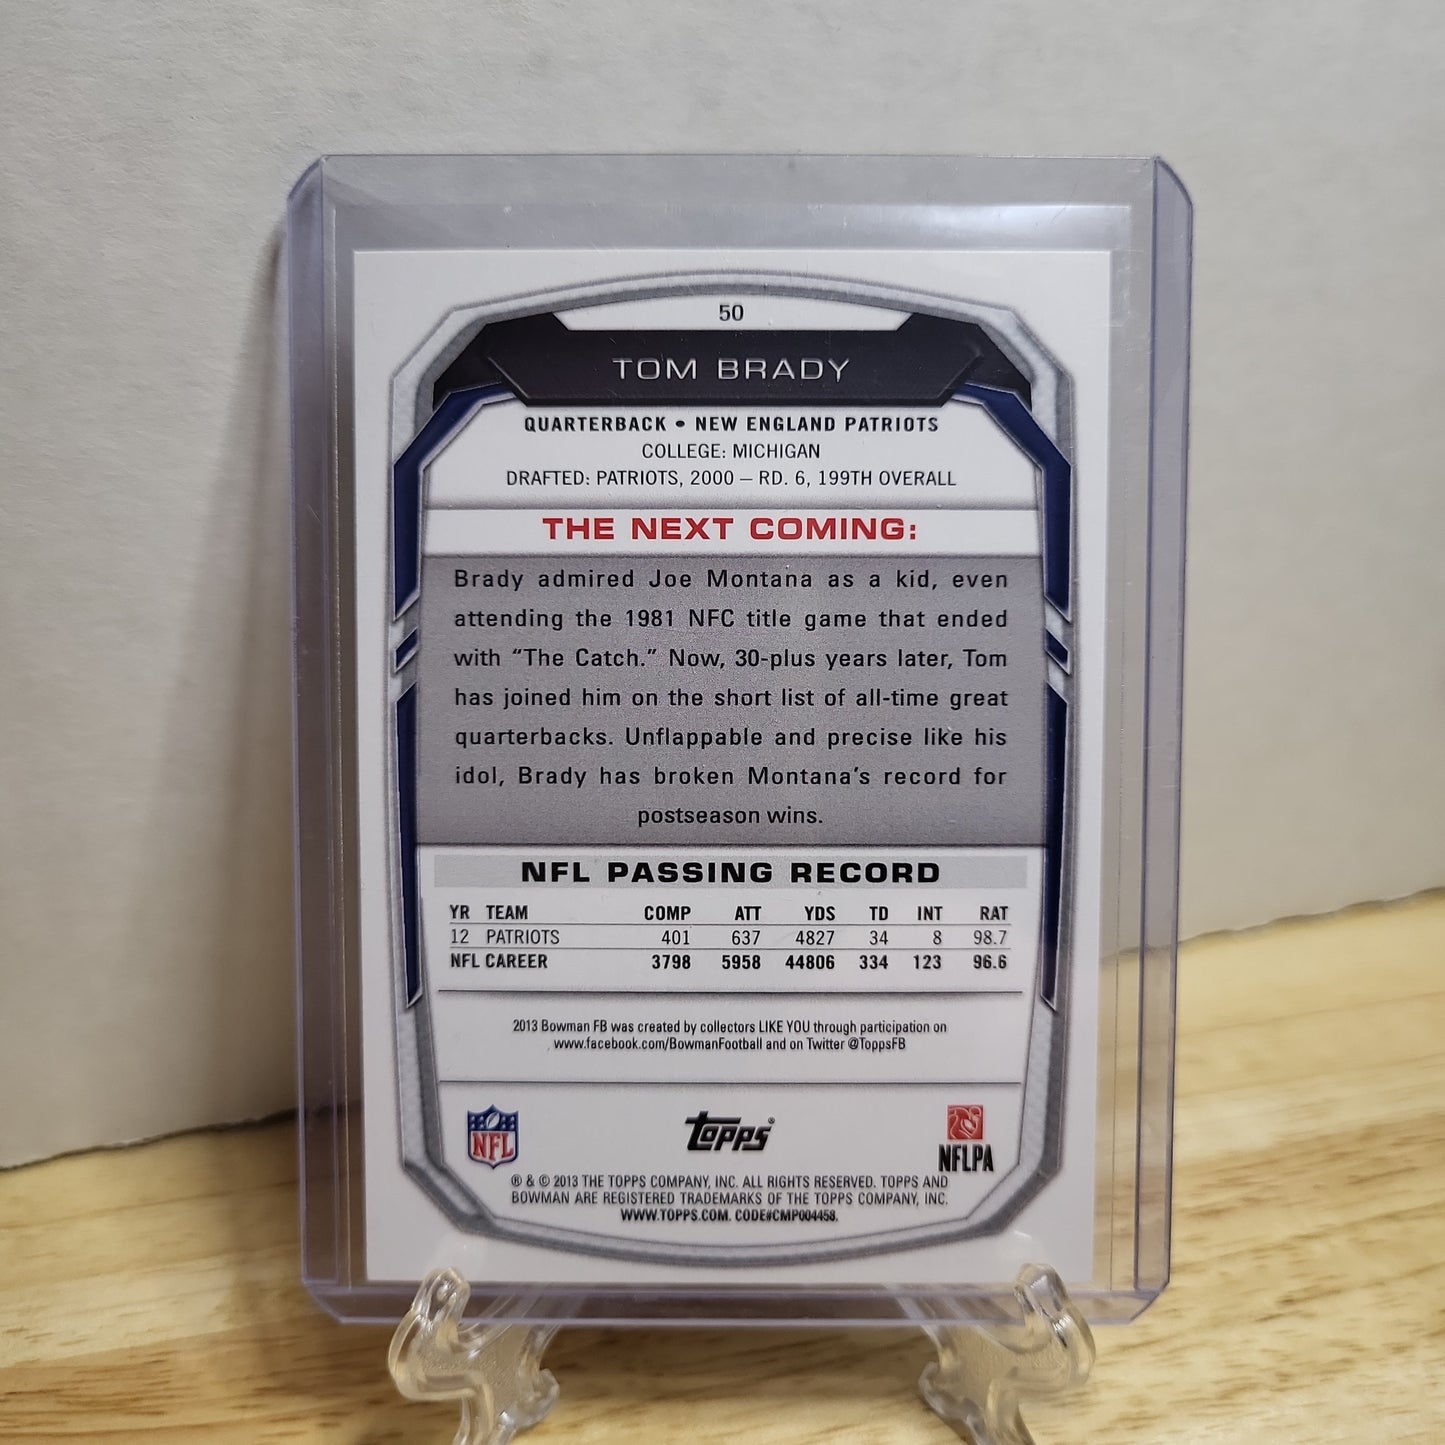 50
TOM BRADY
QUARTERBACK • NEW ENGLAND PATRIOTS
COLLEGE: MICHIGAN
DRAFTED: PATRIOTS, 2000 – RD. 6, 199TH OVERALL
THE NEXT COMING:
Brady admired Joe Montana as a kid, even
attending the 1981 NFC title game that ended
with “The Catch.” Now, 30-plus years later, Tom
has joined him on the short list of all-time great
quarterbacks. Unflappable and precise like his
idol, Brady has broken Montana’s record for
postseason wins.
NFL PASSING RECORD
YR TEAM COMP ATT YDS TD INT RAT
12 PATRIOTS 401 637 4827 34 8 98.7
NFL CAREER 3798 5958 44806 334 123 96.6
2013 Bowman FB was created by collectors LIKE YOU through participation on
www.facebook.com/BowmanFootball and on Twitter @ToppsFB
NFL Topps® NFLPA
® & © 2013 THE TOPPS COMPANY, INC. ALL RIGHTS RESERVED. TOPPS AND
BOWMAN ARE REGISTERED TRADEMARKS OF THE TOPPS COMPANY, INC.
WWW.TOPPS.COM. CODE#CMP004458.